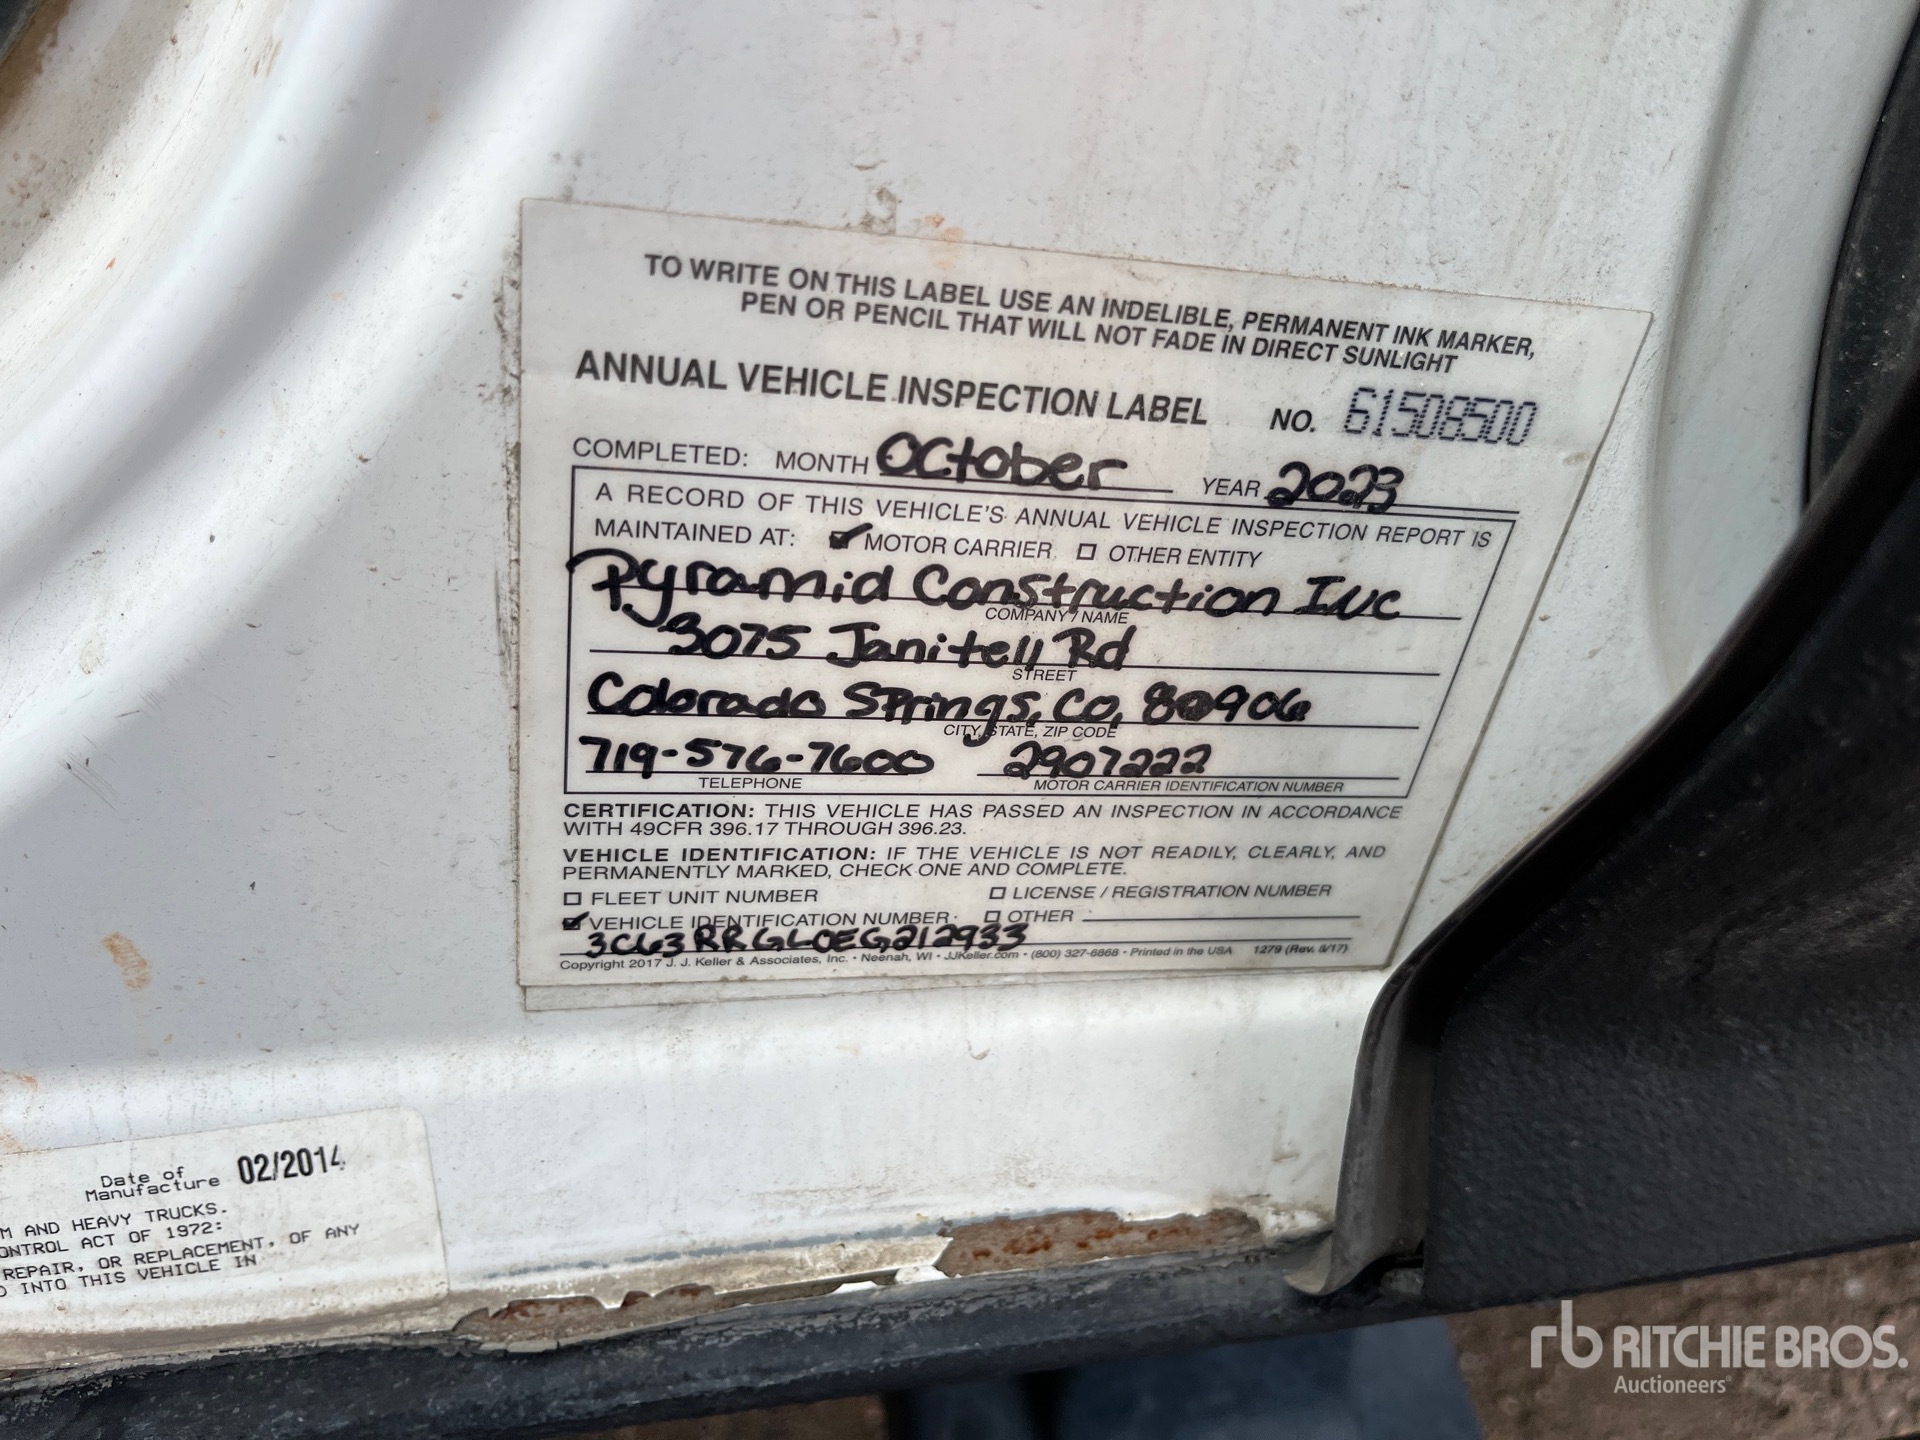 TO WRITE ON THIS LABEL USE AN INDELIBLE, PERMANENT INK MARKER,
PEN OR PENCIL THAT WILL NOT FADE IN DIRECT SUNLIGHT
ANNUAL VEHICLE INSPECTION LABEL NO. 61508500
COMPLETED: MONTH October YEAR 2023
A RECORD OF THIS VEHICLE'S ANNUAL VEHICLE INSPECTION REPORT IS
MAINTAINED AT: MOTOR CARRIER OTHER ENTITY
Pyramid Construction Inc
COMPANY / NAME
3075 Janitell Rd
STREET
Colorado Springs, Co, 80906
CITY, STATE, ZIP CODE
719-576-7600 2907222
TELEPHONE MOTOR CARRIER IDENTIFICATION NUMBER
CERTIFICATION: THIS VEHICLE HAS PASSED AN INSPECTION IN ACCORDANCE
WITH 49CFR 396.17 THROUGH 396.23.
VEHICLE IDENTIFICATION: IF THE VEHICLE IS NOT READILY, CLEARLY, AND
PERMANENTLY MARKED, CHECK ONE AND COMPLETE.
FLEET UNIT NUMBER LICENSE / REGISTRATION NUMBER
VEHICLE IDENTIFICATION NUMBER OTHER
3C63RRGL0EG212933
Copyright 2017 J. J. Keller & Associates, Inc. • Neenah, WI • JJKeller.com • (800) 327-6868 • Printed in the USA 1279 (Rev. 8/17)
Date of
Manufacture 02/2014
M AND HEAVY TRUCKS.
ONTROL ACT OF 1972:
REPAIR, OR REPLACEMENT, OF ANY
D INTO THIS VEHICLE IN
rb RITCHIE BROS.
Auctioneers